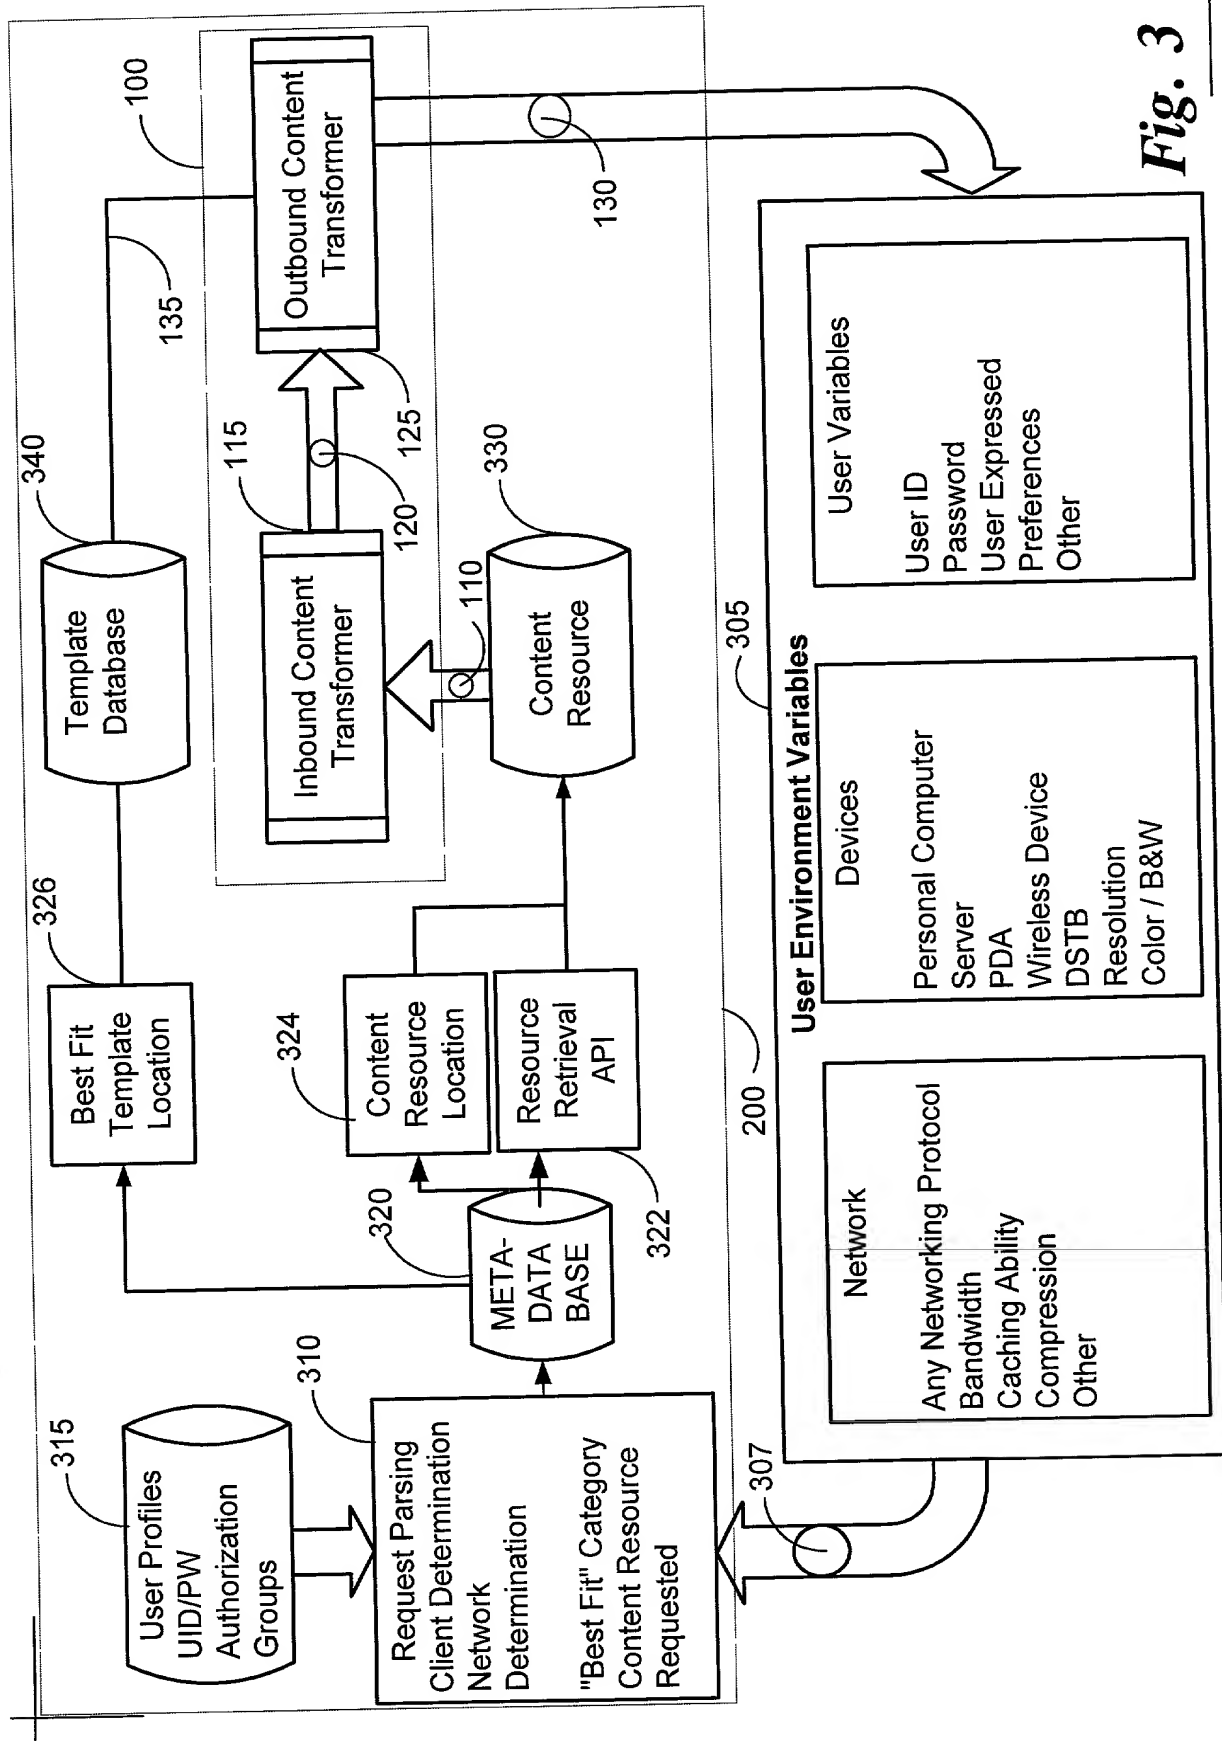 315
User Profiles
UID/PW
Authorization
Groups
310
Request Parsing
Client Determination
Network
Determination
"Best Fit" Category
Content Resource
Requested
320
META-
DATA
BASE
326
Best Fit
Template
Location
324
Content
Resource
Location
Resource
Retrieval
API
322
340
Template
Database
135
100
115
Inbound Content
Transformer
120
125
Outbound Content
Transformer
110
330
Content
Resource
130
200
305
307
User Environment Variables
Network
Any Networking Protocol
Bandwidth
Caching Ability
Compression
Other
Devices
Personal Computer
Server
PDA
Wireless Device
DSTB
Resolution
Color / B&W
User Variables
User ID
Password
User Expressed
Preferences
Other
Fig. 3